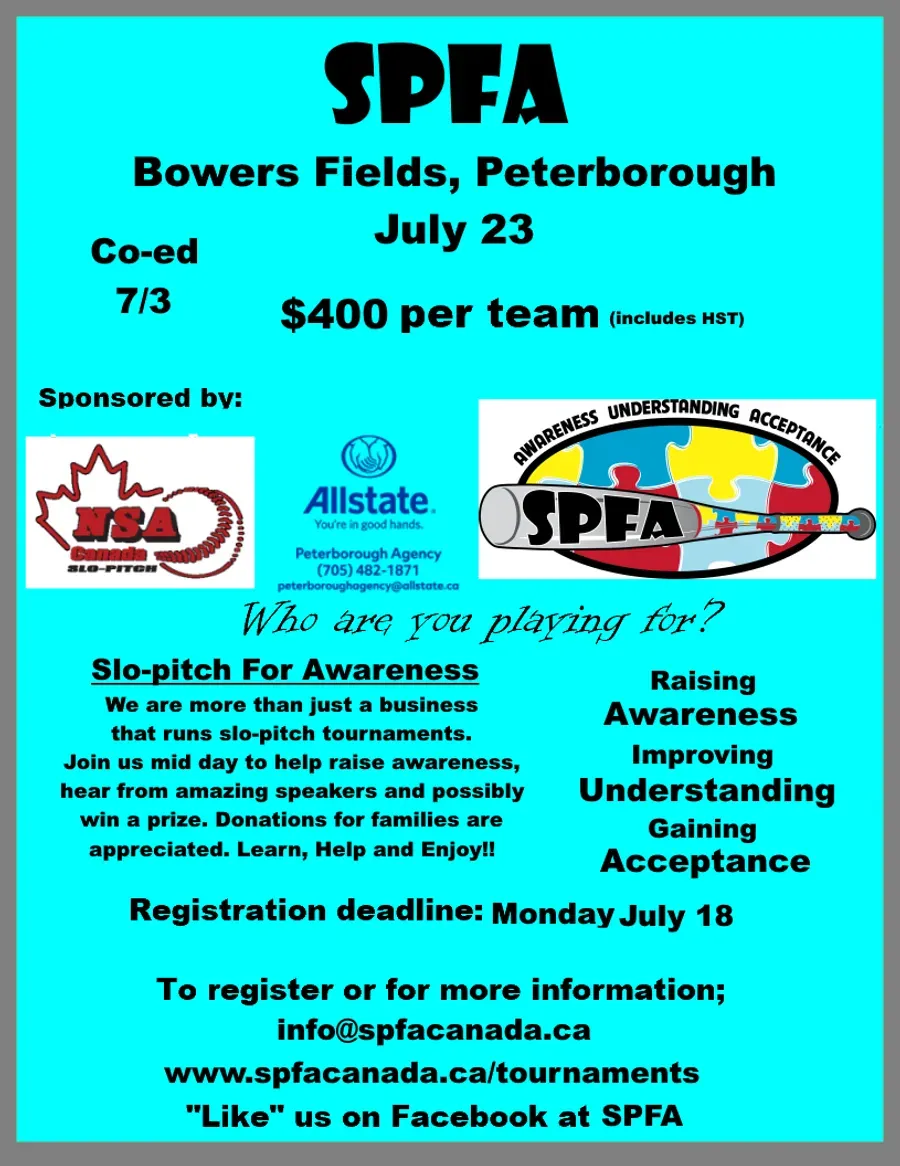 SPFA
Bowers Fields, Peterborough
July 23
Co-ed
7/3
$400 per team (includes HST)
Sponsored by:
NSA
Canada
SLO-PITCH
Allstate.
You're in good hands.
Peterborough Agency
(705) 482-1871
peterboroughagency@allstate.ca
AWARENESS UNDERSTANDING ACCEPTANCE
SPFA
Who are you playing for?
Slo-pitch For Awareness
We are more than just a business
that runs slo-pitch tournaments.
Join us mid day to help raise awareness,
hear from amazing speakers and possibly
win a prize. Donations for families are
appreciated. Learn, Help and Enjoy!!
Raising
Awareness
Improving
Understanding
Gaining
Acceptance
Registration deadline: Monday July 18
To register or for more information;
info@spfacanada.ca
www.spfacanada.ca/tournaments
"Like" us on Facebook at SPFA